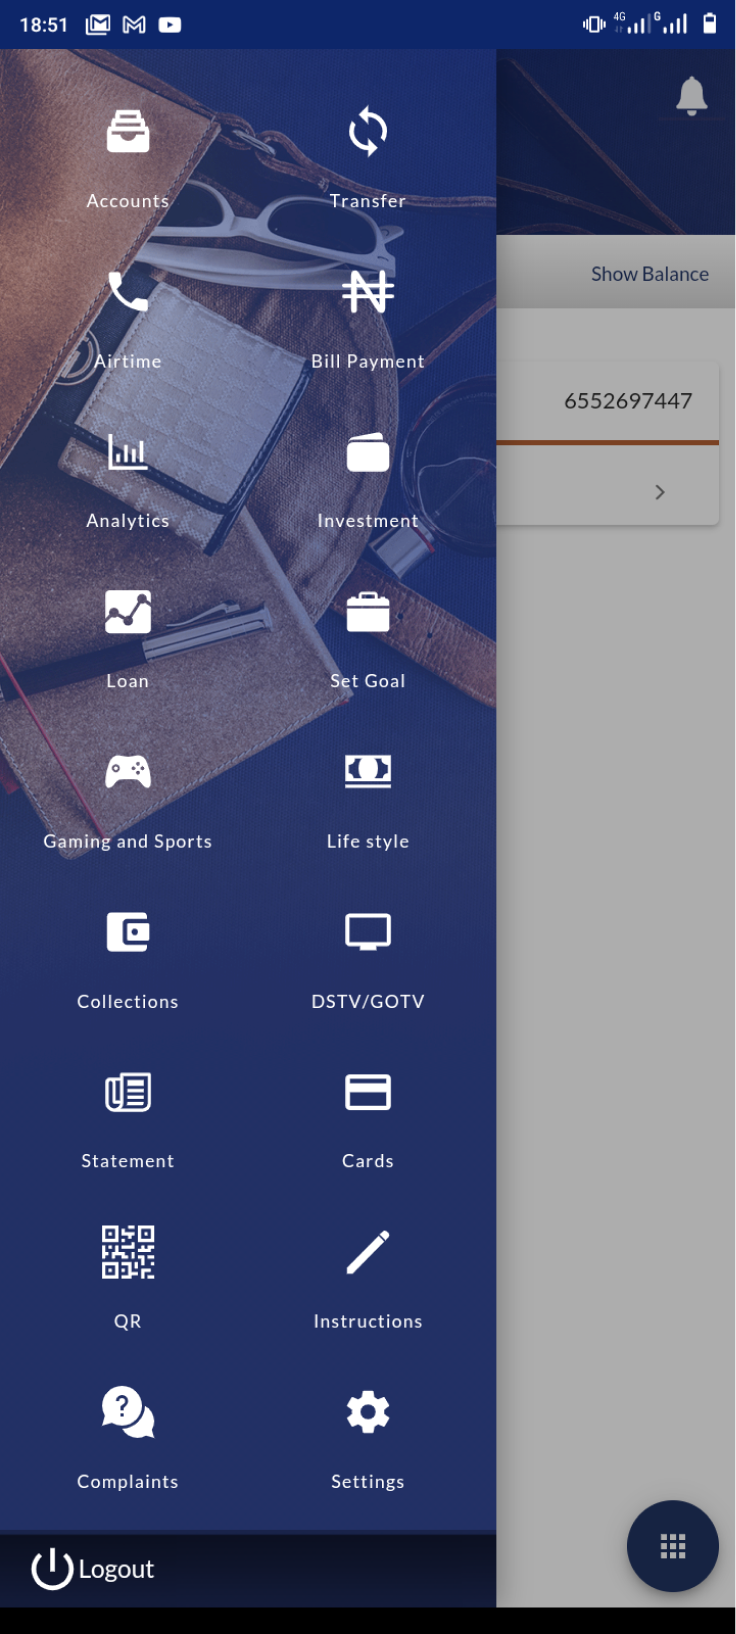 18:51
4G
G
Accounts
Transfer
Show Balance
Airtime
Bill Payment
6552697447
Analytics
Investment
Loan
Set Goal
Gaming and Sports
Life style
Collections
DSTV/GOTV
Statement
Cards
QR
Instructions
Complaints
Settings
Logout